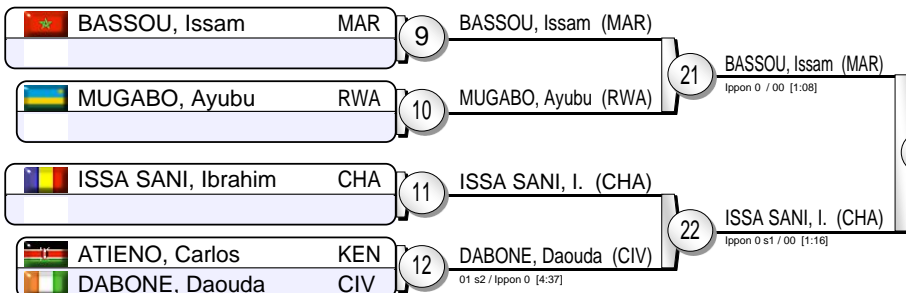 BASSOU, Issam MAR
9
BASSOU, Issam (MAR)
21
BASSOU, Issam (MAR)
Ippon 0 / 00 [1:08]
MUGABO, Ayubu RWA
10
MUGABO, Ayubu (RWA)
ISSA SANI, Ibrahim CHA
11
ISSA SANI, I. (CHA)
22
ISSA SANI, I. (CHA)
Ippon 0 s1 / 00 [1:16]
ATIENO, Carlos KEN
12
DABONE, Daouda (CIV)
01 s2 / Ippon 0 [4:37]
DABONE, Daouda CIV